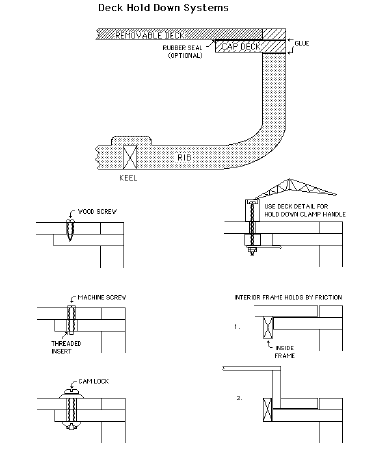 Deck Hold Down Systems
REMOVABLE DECK
RUBBER SEAL
(OPTIONAL)
CAP DECK
GLUE
RIB
KEEL
WOOD SCREW
USE DECK DETAIL FOR
HOLD DOWN CLAMP HANDLE
MACHINE SCREW
THREADED
INSERT
INTERIOR FRAME HOLDS BY FRICTION
1.
INSIDE
FRAME
CAM LOCK
2.